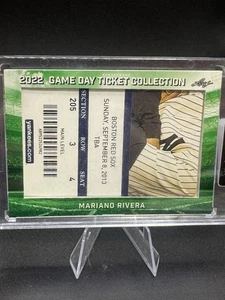 2022 GAME DAY TICKET COLLECTION
Leaf
BOSTON RED SOX
SUNDAY, SEPTEMBER 8, 2013
TBA
SECTION ROW SEAT
205 3 4
MAIN LEVEL
yankees.com
MARIANO RIVERA